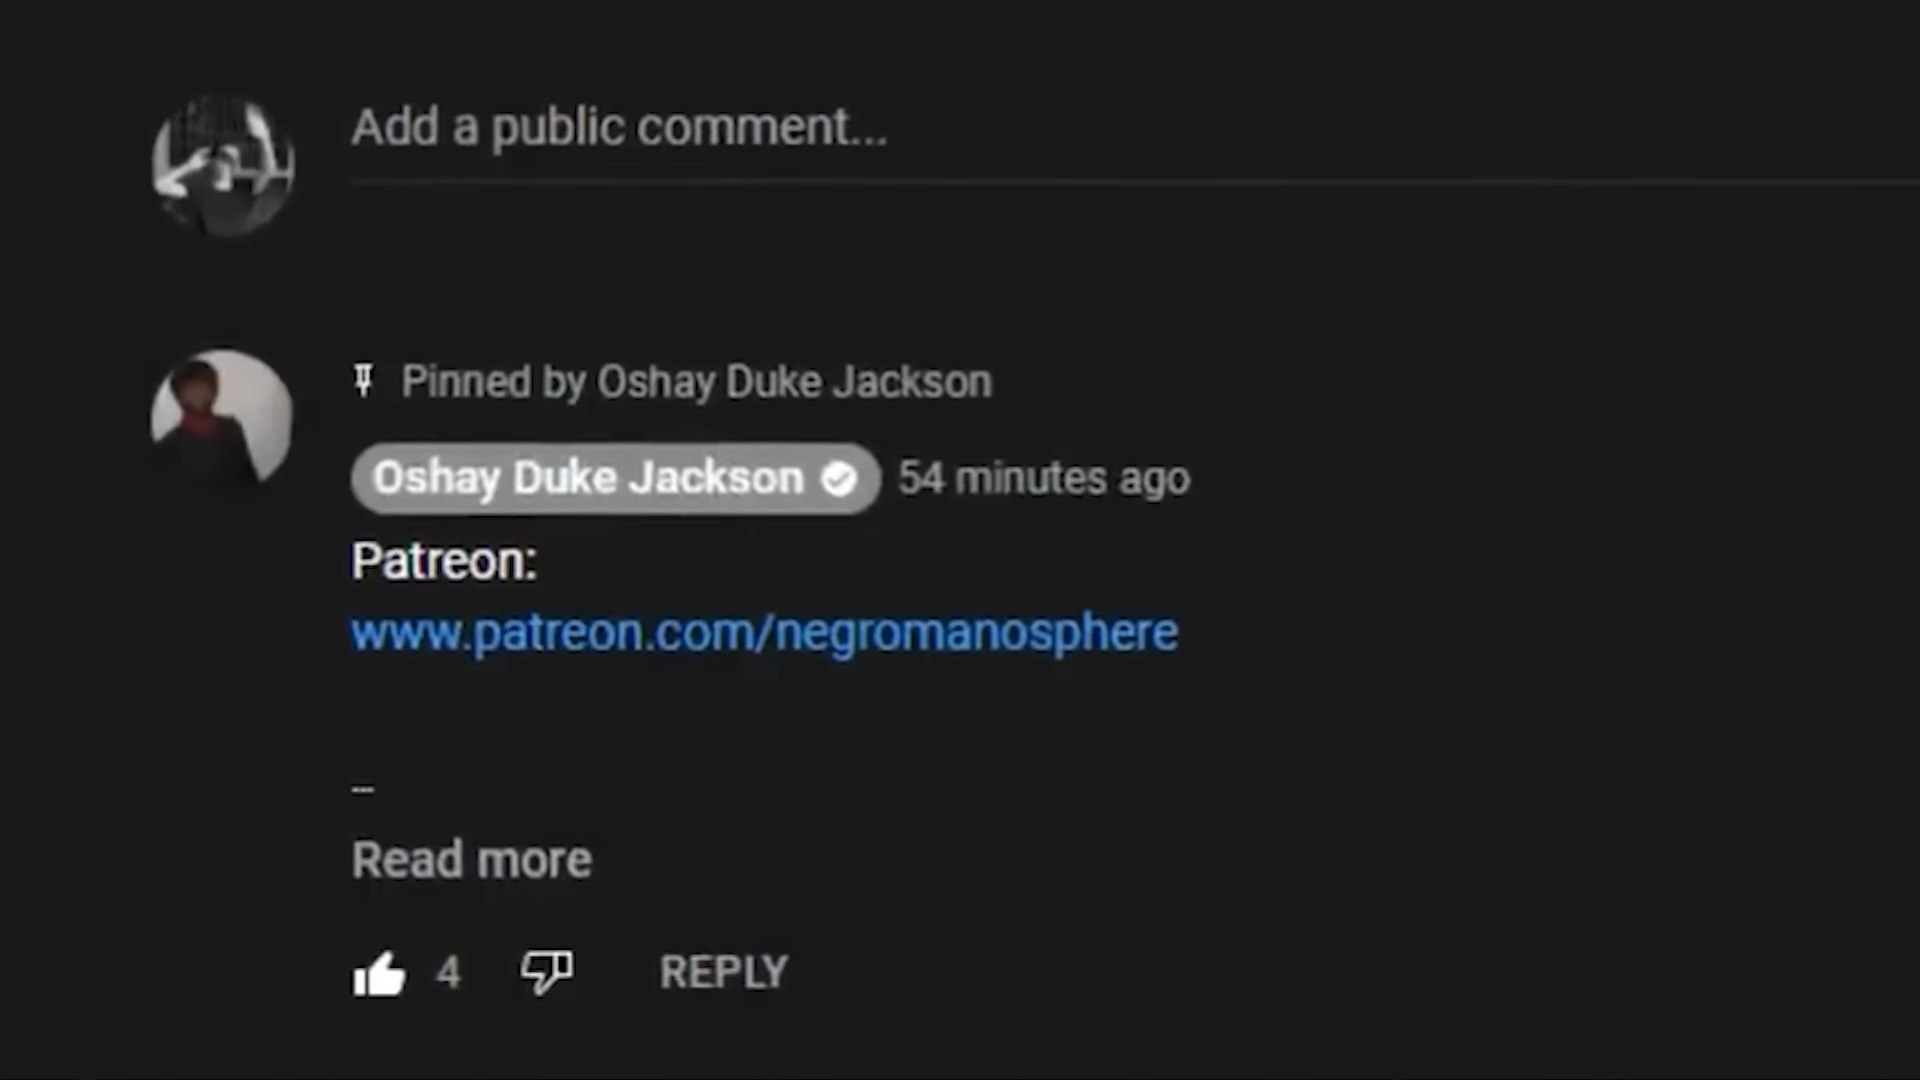 Add a public comment...
Pinned by Oshay Duke Jackson
Oshay Duke Jackson 54 minutes ago
Patreon:
www.patreon.com/negromanosphere
--
Read more
4 REPLY